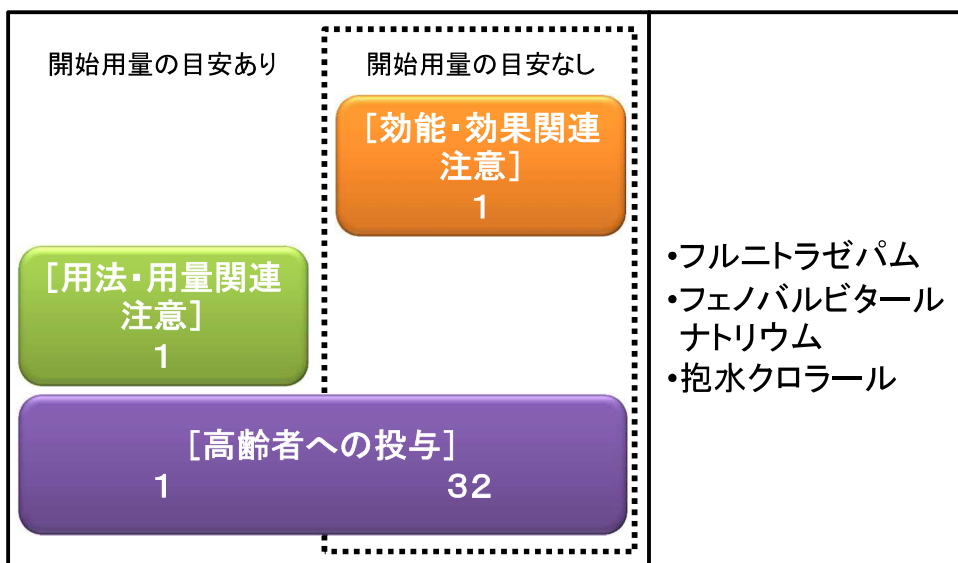 開始用量の目安あり
開始用量の目安なし
［効能・効果関連
注意］
1
［用法・用量関連
注意］
1
［高齢者への投与］
1 32
•フルニトラゼパム
•フェノバルビタール
ナトリウム
•抱水クロラール